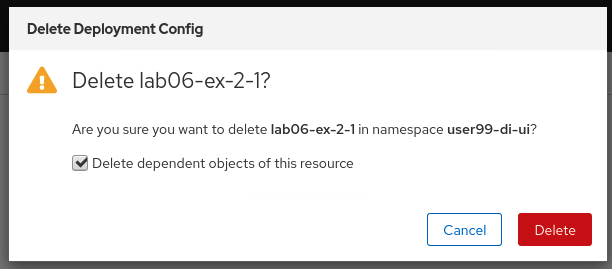 Delete Deployment Config
Delete lab06-ex-2-1?
Are you sure you want to delete lab06-ex-2-1 in namespace user99-di-ui?
Delete dependent objects of this resource
Cancel Delete